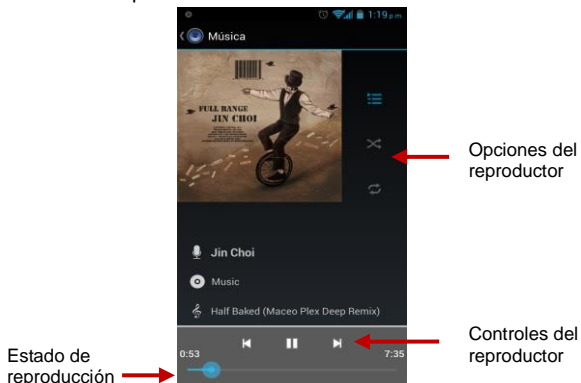 1:19 p m
Música
FULL RANGE
JIN CHOI
Opciones del
reproductor
Jin Choi
Music
Half Baked (Maceo Plex Deep Remix)
Controles del
reproductor
0:53
7:35
Estado de
reproducción